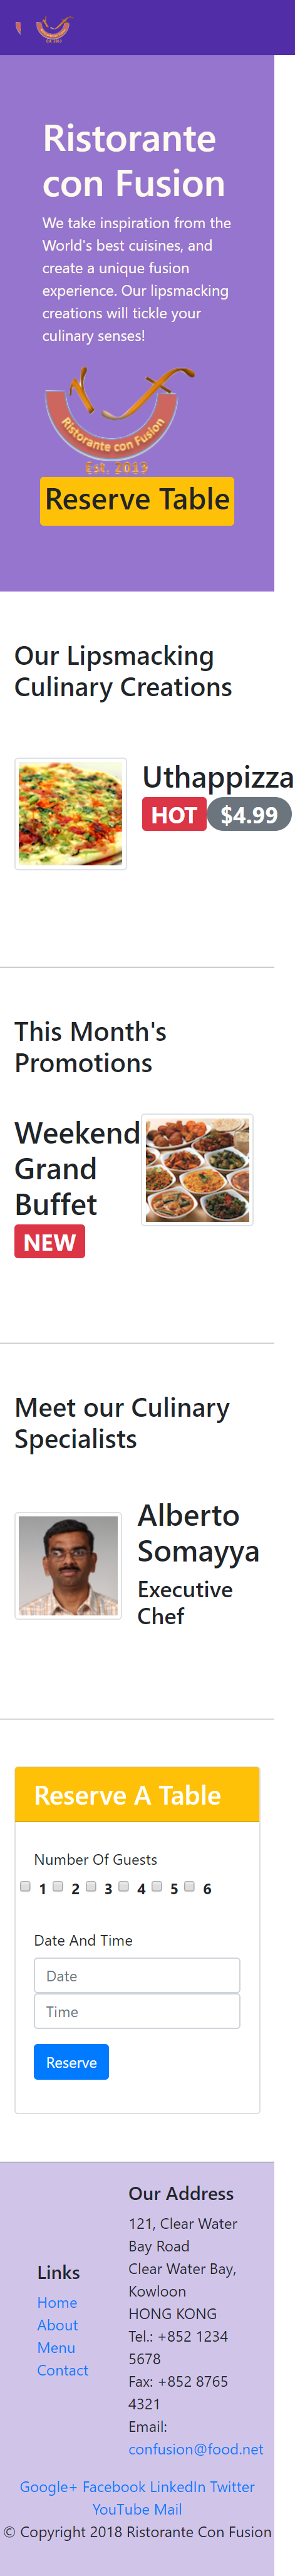 Ristorante
con Fusion
We take inspiration from the
World's best cuisines, and
create a unique fusion
experience. Our lipsmacking
creations will tickle your
culinary senses!
Ristorante con Fusion
Est. 2019
Reserve Table
Our Lipsmacking
Culinary Creations
Uthappizza
HOT $4.99
This Month's
Promotions
Weekend
Grand
Buffet
NEW
Meet our Culinary
Specialists
Alberto
Somayya
Executive
Chef
Reserve A Table
Number Of Guests
1 2 3 4 5 6
Date And Time
Date
Time
Reserve
Links
Home
About
Menu
Contact
Our Address
121, Clear Water
Bay Road
Clear Water Bay,
Kowloon
HONG KONG
Tel.: +852 1234
5678
Fax: +852 8765
4321
Email:
confusion@food.net
Google+ Facebook LinkedIn Twitter
YouTube Mail
© Copyright 2018 Ristorante Con Fusion